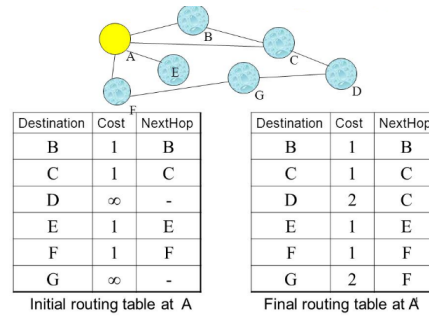 B
A
C
E
D
G
F
Destination Cost NextHop
B 1 B
C 1 C
D ∞ -
E 1 E
F 1 F
G ∞ -
Initial routing table at A
Destination Cost NextHop
B 1 B
C 1 C
D 2 C
E 1 E
F 1 F
G 2 F
Final routing table at A